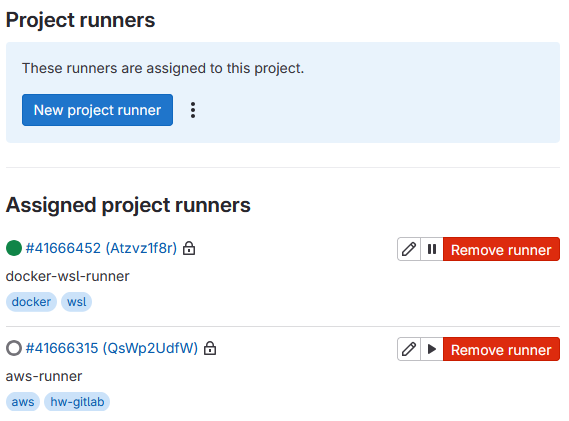 Project runners
These runners are assigned to this project.
New project runner
Assigned project runners
#41666452 (Atzvz1f8r)
Remove runner
docker-wsl-runner
docker wsl
#41666315 (QsWp2UdfW)
Remove runner
aws-runner
aws hw-gitlab